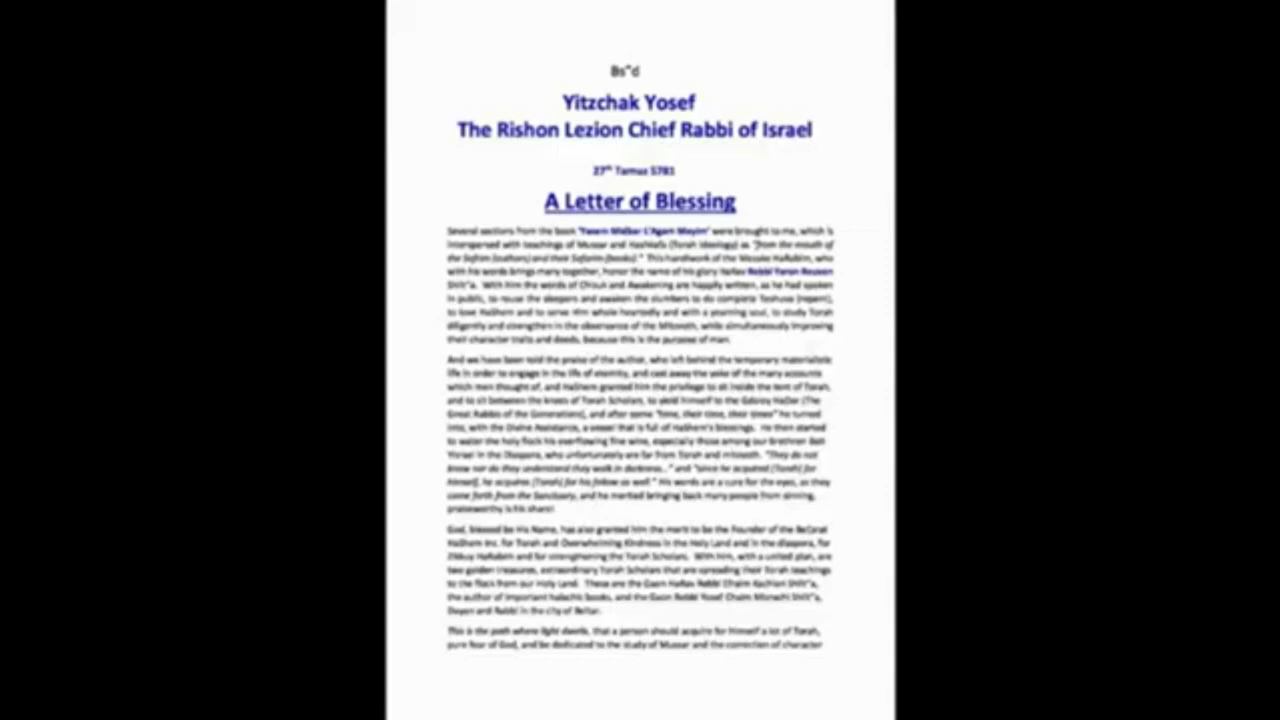 Bs"d
Yitzchak Yosef
The Rishon Lezion Chief Rabbi of Israel
27th Tamuz 5781
A Letter of Blessing
Several sections from the book 'Yasem Midbar L'Agam Mayim' were brought to me, which is
interspersed with teachings of Mussar and Hashkafa (Torah Ideology) as "from the mouth of
the Sofrim (authors) and their Sefarim (books)." This handiwork of the Mezake HaRabim, who
with his words brings many together, honor the name of his glory HaRav Rabbi Yaron Reuven
Shlit"a. With him the words of Chizuk and Awakening are happily written, as he had spoken
in public, to rouse the sleepers and awaken the slumbers to do complete Teshuva (repent),
to love HaShem and to serve Him whole heartedly and with a yearning soul, to study Torah
diligently and strengthen in the observance of the Mitzvoth, while simultaneously improving
their character traits and deeds, because this is the purpose of man.
And we have been told the praise of the author, who left behind the temporary materialistic
life in order to engage in the life of eternity, and cast away the yoke of the many accounts
which men thought of, and HaShem granted him the privilege to sit inside the tent of Torah,
and to sit between the knees of Torah Scholars, to yield himself to the Gdoley HaDor (The
Great Rabbis of the Generations), and after some "time, their time, their times" he turned
into, with the Divine Assistance, a vessel that is full of HaShem's blessings. He then started
to water the holy flock his overflowing fine wine, especially those among our brethren Beit
Yisrael in the Diaspora, who unfortunately are far from Torah and mitzvoth. "They do not
know nor do they understand they walk in darkness..." and "since he acquired (Torah) for
himself, he acquires (Torah) for his fellow as well." His words are a cure for the eyes, as they
come forth from the Sanctuary, and he merited bringing back many people from sinning,
praiseworthy is his share!
God, blessed be His Name, has also granted him the merit to be the Founder of the BeEzrat
HaShem Inc. for Torah and Overwhelming Kindness in the Holy Land and in the diaspora, for
Zikkuy HaRabim and for strengthening the Torah Scholars. With him, with a united plan, are
two golden treasures, extraordinary Torah Scholars that are spreading their Torah teachings
to the flock from our Holy Land. These are the Gaon HaRav Rabbi Efraim Kachlon Shlit"a,
the author of important halachic books, and the Gaon Rabbi Yosef Chaim Mizrachi Shlit"a,
Dayan and Rabbi in the city of Beitar.
This is the path where light dwells, that a person should acquire for himself a lot of Torah,
pure fear of God, and be dedicated to the study of Mussar and the correction of character